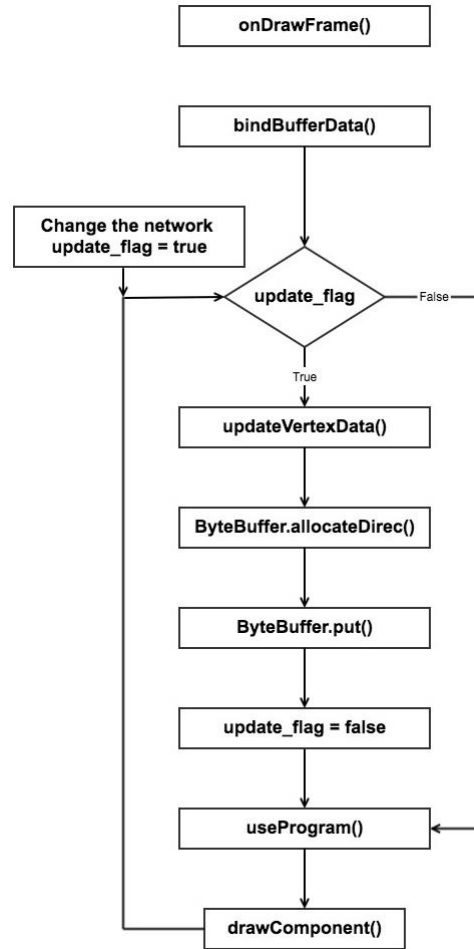 onDrawFrame()
bindBufferData()
Change the network
update_flag = true
update_flag
False
True
updateVertexData()
ByteBuffer.allocateDirec()
ByteBuffer.put()
update_flag = false
useProgram()
drawComponent()